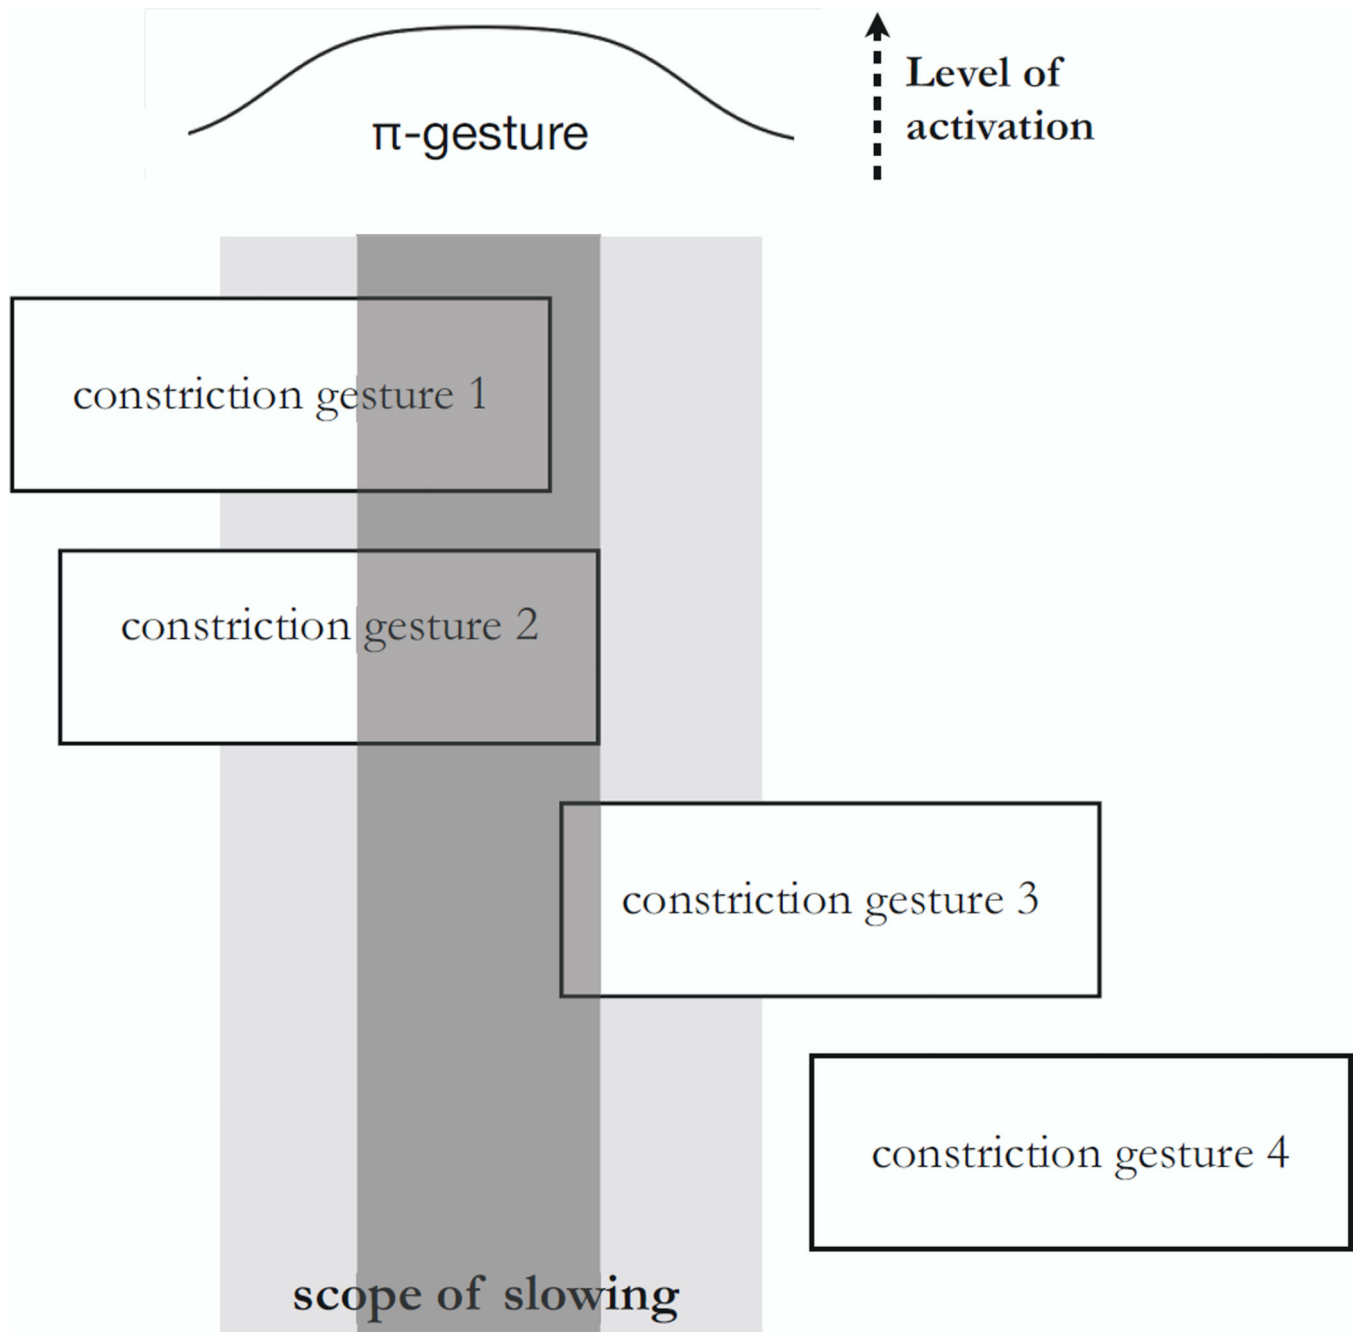 Level of
activation
π-gesture
constriction gesture 1
constriction gesture 2
constriction gesture 3
constriction gesture 4
scope of slowing